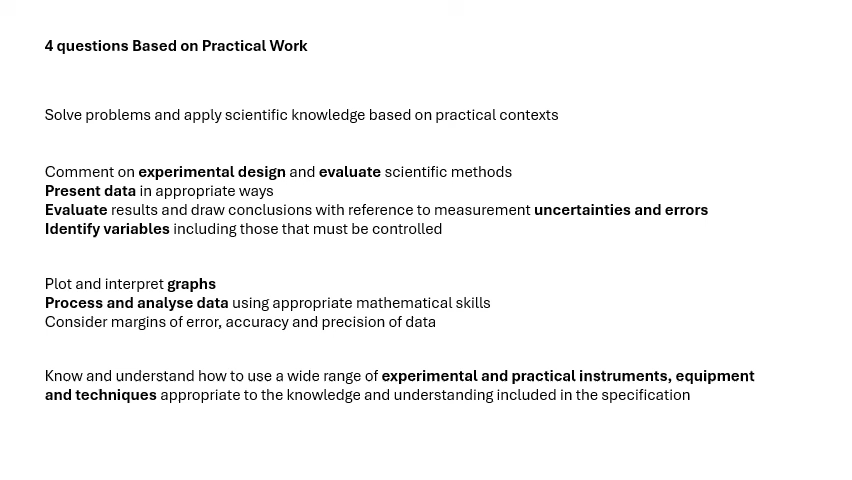 4 questions Based on Practical Work
Solve problems and apply scientific knowledge based on practical contexts
Comment on experimental design and evaluate scientific methods
Present data in appropriate ways
Evaluate results and draw conclusions with reference to measurement uncertainties and errors
Identify variables including those that must be controlled
Plot and interpret graphs
Process and analyse data using appropriate mathematical skills
Consider margins of error, accuracy and precision of data
Know and understand how to use a wide range of experimental and practical instruments, equipment
and techniques appropriate to the knowledge and understanding included in the specification